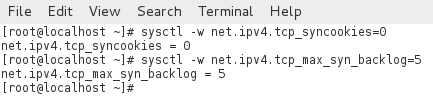 File Edit View Search Terminal Help
[root@localhost ~]# sysctl -w net.ipv4.tcp_syncookies=0
net.ipv4.tcp_syncookies = 0
[root@localhost ~]# sysctl -w net.ipv4.tcp_max_syn_backlog=5
net.ipv4.tcp_max_syn_backlog = 5
[root@localhost ~]#